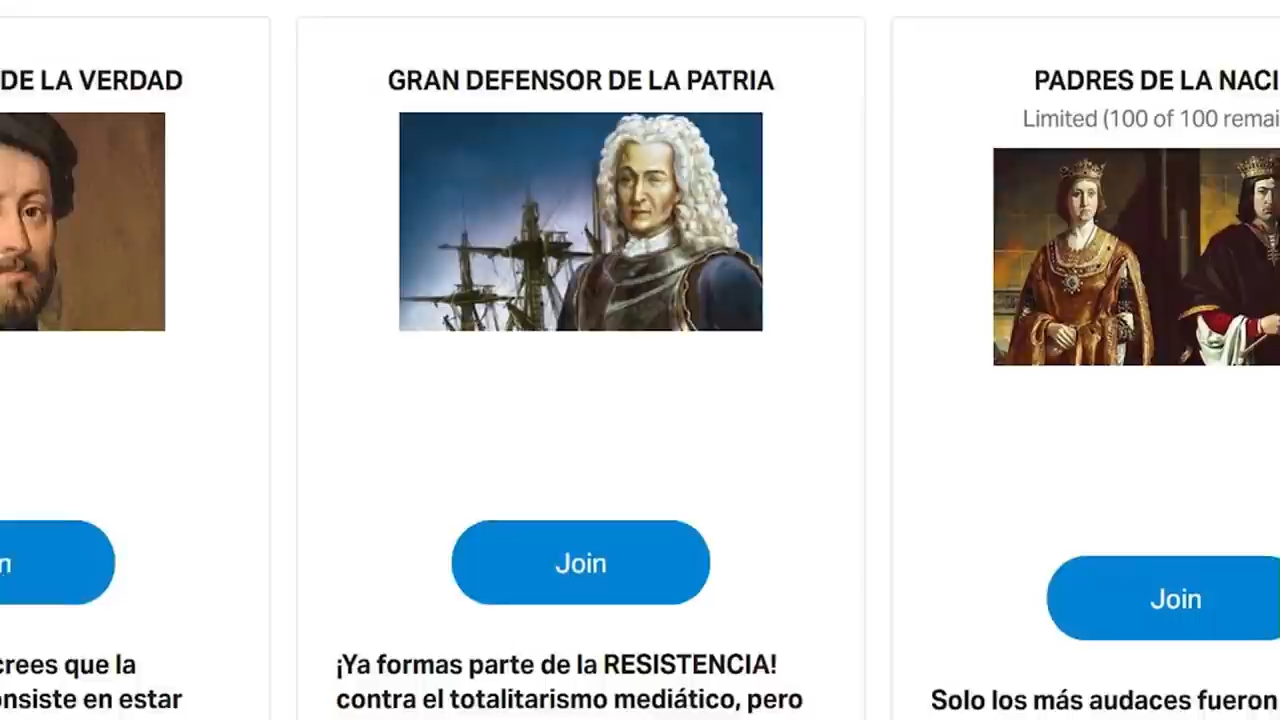 DE LA VERDAD
crees que la
onsiste en estar
GRAN DEFENSOR DE LA PATRIA
Join
¡Ya formas parte de la RESISTENCIA!
contra el totalitarismo mediático, pero
PADRES DE LA NACI
Limited (100 of 100 remai
Join
Solo los más audaces fueron